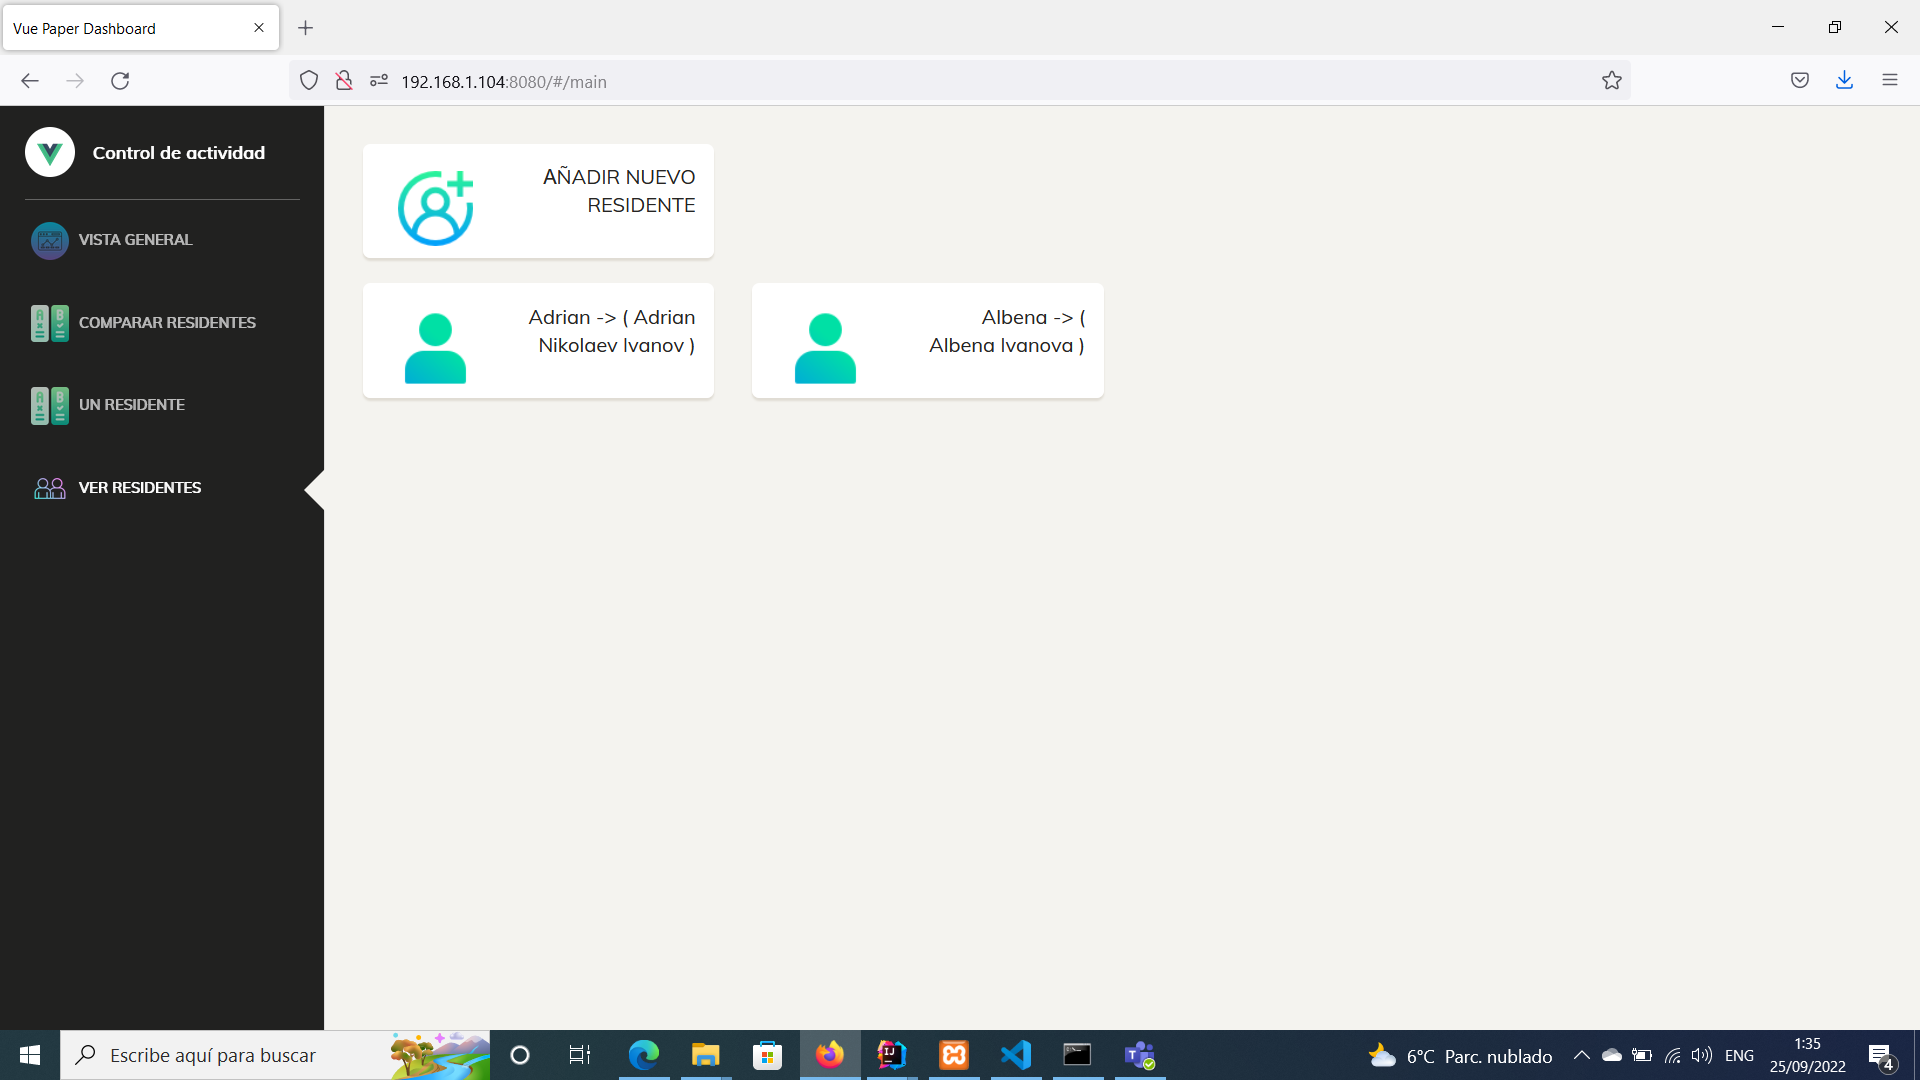 Vue Paper Dashboard
192.168.1.104:8080/#/main
Control de actividad
VISTA GENERAL
COMPARAR RESIDENTES
UN RESIDENTE
VER RESIDENTES
AÑADIR NUEVO
RESIDENTE
Adrian -> ( Adrian
Nikolaev Ivanov )
Albena -> (
Albena Ivanova )
Escribe aquí para buscar
6°C Parc. nublado
ENG
1:35
25/09/2022
4